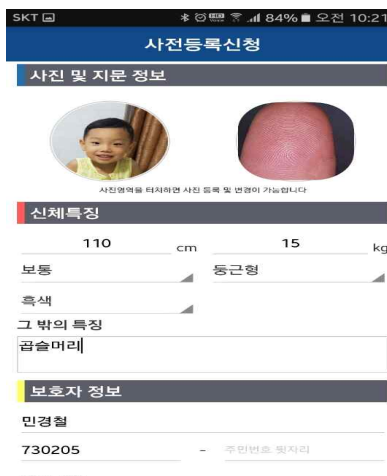 SKT 84% 오전 10:21
사전등록신청
사진 및 지문 정보
사진영역을 터치하면 사진 등록 및 변경이 가능합니다
신체특징
110 cm 15 kg
보통 둥근형
흑색
그 밖의 특징
곱슬머리
보호자 정보
민경철
730205 - 주민번호 뒷자리